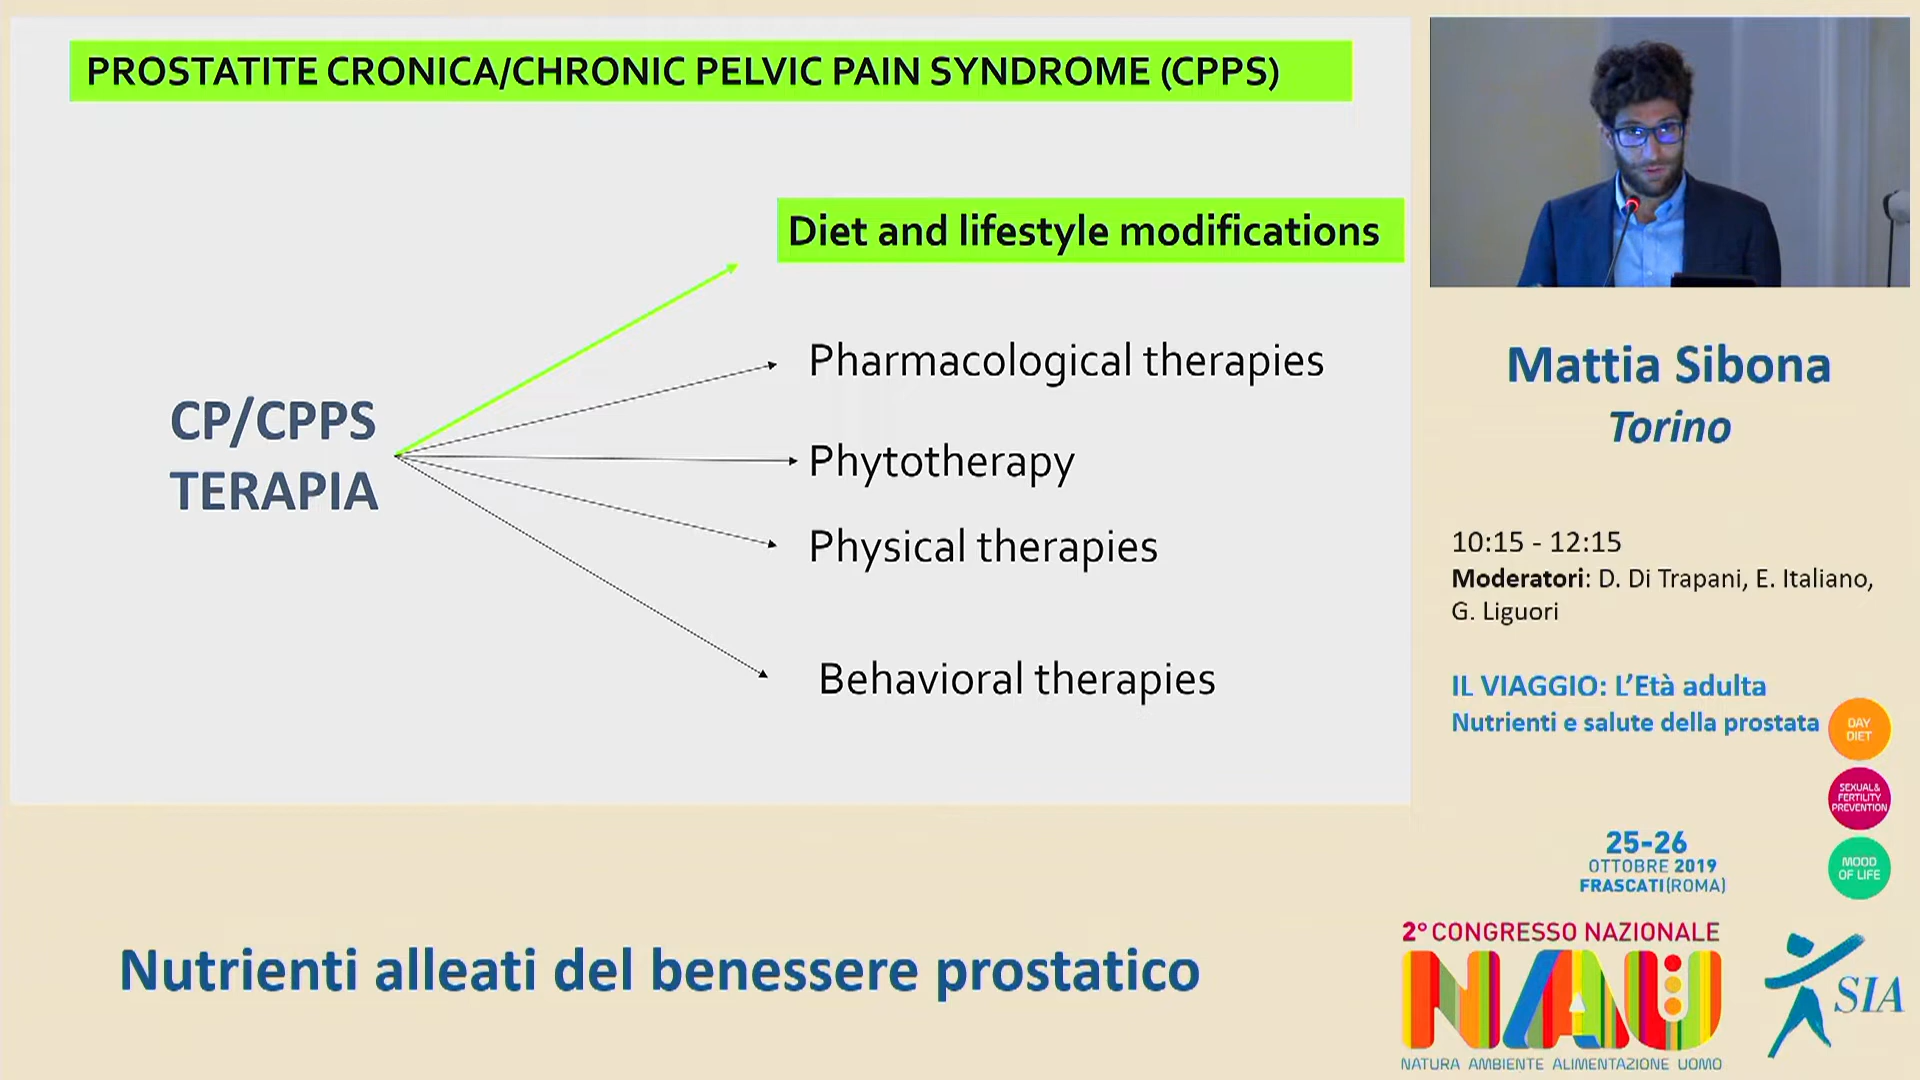 PROSTATITE CRONICA/CHRONIC PELVIC PAIN SYNDROME (CPPS)
Diet and lifestyle modifications
Pharmacological therapies
CP/CPPS
TERAPIA
Phytotherapy
Physical therapies
Behavioral therapies
Mattia Sibona
Torino
10:15 - 12:15
Moderatori: D. Di Trapani, E. Italiano,
G. Liguori
IL VIAGGIO: L'Età adulta
Nutrienti e salute della prostata
DAY
DIET
SEXUAL&
FERTILITY
PREVENTION
MOOD
OF LIFE
25-26
OTTOBRE 2019
FRASCATI(ROMA)
Nutrienti alleati del benessere prostatico
2° CONGRESSO NAZIONALE
NAU
NATURA AMBIENTE ALIMENTAZIONE UOMO
SIA